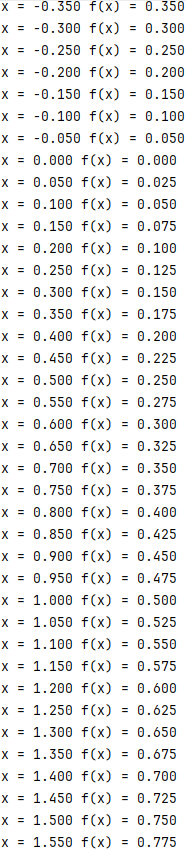 x = -0.350 f(x) = 0.350
x = -0.300 f(x) = 0.300
x = -0.250 f(x) = 0.250
x = -0.200 f(x) = 0.200
x = -0.150 f(x) = 0.150
x = -0.100 f(x) = 0.100
x = -0.050 f(x) = 0.050
x = 0.000 f(x) = 0.000
x = 0.050 f(x) = 0.025
x = 0.100 f(x) = 0.050
x = 0.150 f(x) = 0.075
x = 0.200 f(x) = 0.100
x = 0.250 f(x) = 0.125
x = 0.300 f(x) = 0.150
x = 0.350 f(x) = 0.175
x = 0.400 f(x) = 0.200
x = 0.450 f(x) = 0.225
x = 0.500 f(x) = 0.250
x = 0.550 f(x) = 0.275
x = 0.600 f(x) = 0.300
x = 0.650 f(x) = 0.325
x = 0.700 f(x) = 0.350
x = 0.750 f(x) = 0.375
x = 0.800 f(x) = 0.400
x = 0.850 f(x) = 0.425
x = 0.900 f(x) = 0.450
x = 0.950 f(x) = 0.475
x = 1.000 f(x) = 0.500
x = 1.050 f(x) = 0.525
x = 1.100 f(x) = 0.550
x = 1.150 f(x) = 0.575
x = 1.200 f(x) = 0.600
x = 1.250 f(x) = 0.625
x = 1.300 f(x) = 0.650
x = 1.350 f(x) = 0.675
x = 1.400 f(x) = 0.700
x = 1.450 f(x) = 0.725
x = 1.500 f(x) = 0.750
x = 1.550 f(x) = 0.775